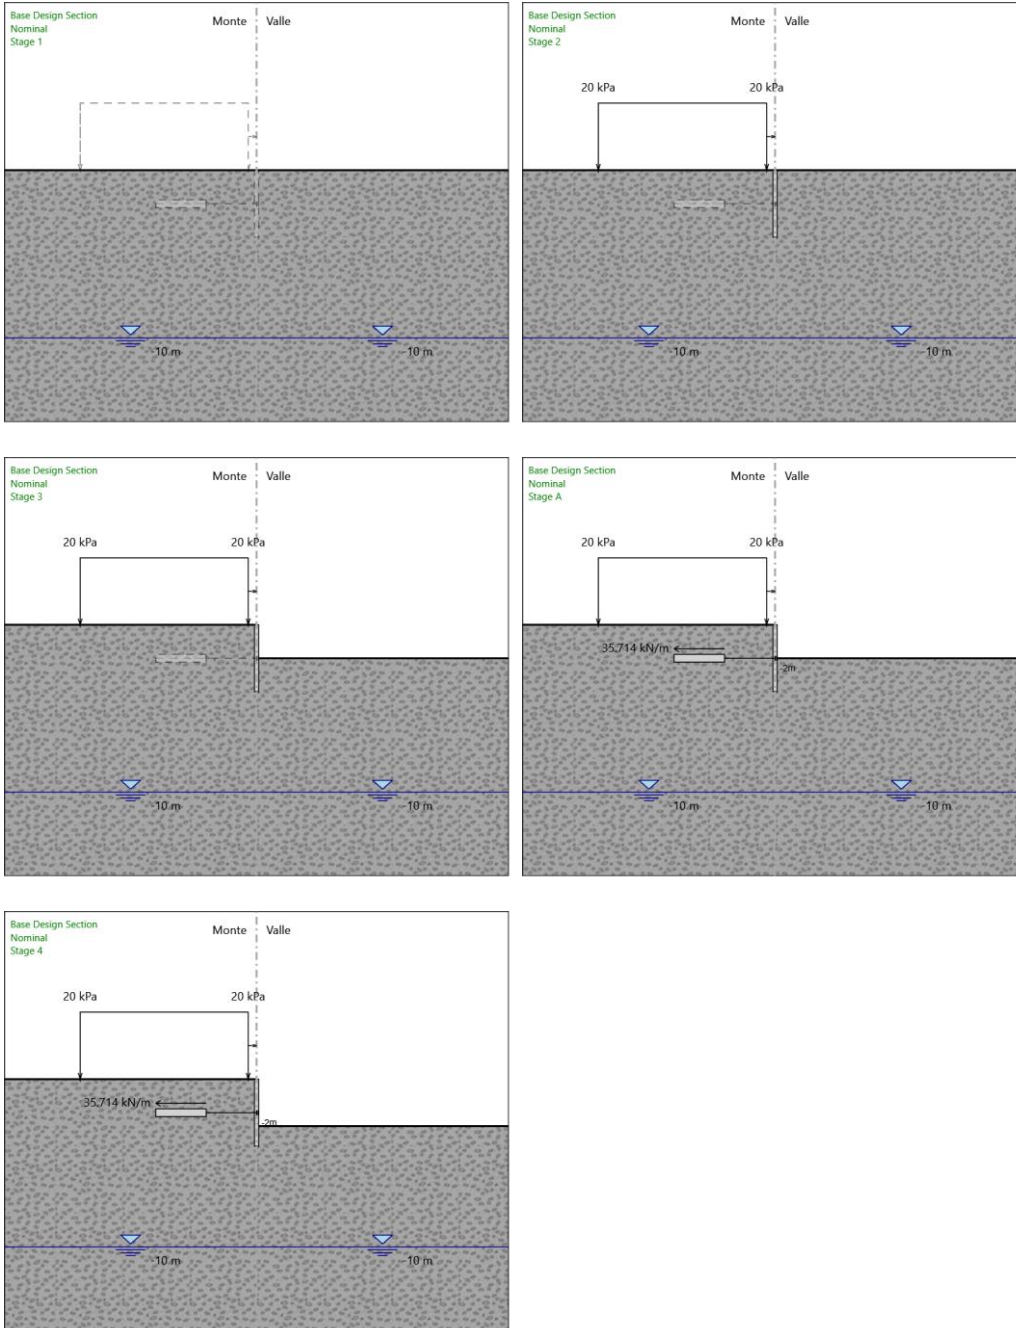 Base Design Section
Nominal
Stage 1
Monte Valle
-10 m -10 m
Base Design Section
Nominal
Stage 2
Monte Valle
20 kPa 20 kPa
-10 m -10 m
Base Design Section
Nominal
Stage 3
Monte Valle
20 kPa 20 kPa
-10 m -10 m
Base Design Section
Nominal
Stage A
Monte Valle
20 kPa 20 kPa
35.714 kN/m
-2m
-10 m -10 m
Base Design Section
Nominal
Stage 4
Monte Valle
20 kPa 20 kPa
35.714 kN/m
-2m
-10 m -10 m